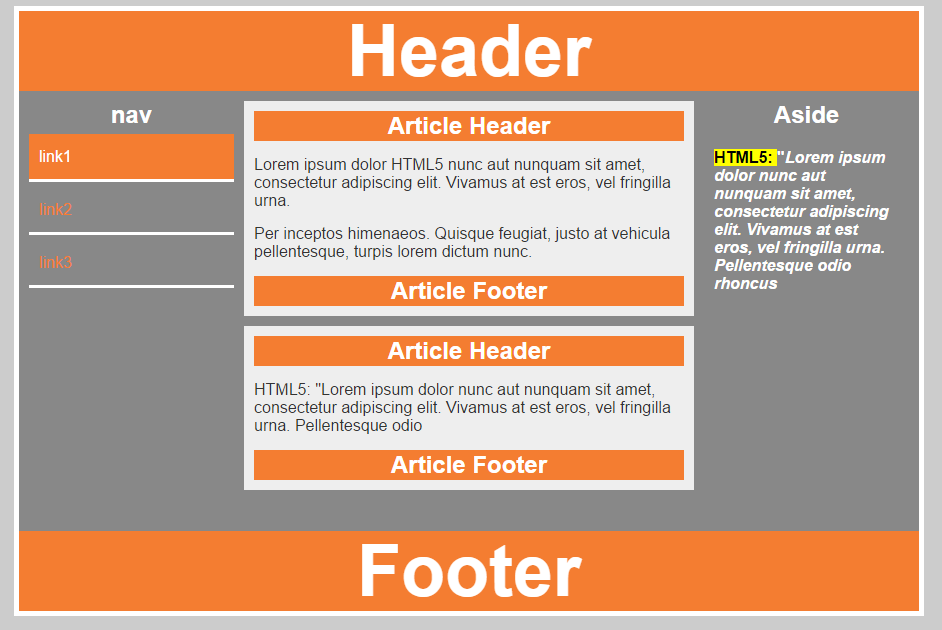 Header
nav
link1
link2
link3
Article Header
Lorem ipsum dolor HTML5 nunc aut nunquam sit amet,
consectetur adipiscing elit. Vivamus at est eros, vel fringilla
urna.
Per inceptos himenaeos. Quisque feugiat, justo at vehicula
pellentesque, turpis lorem dictum nunc.
Article Footer
Article Header
HTML5: "Lorem ipsum dolor nunc aut nunquam sit amet,
consectetur adipiscing elit. Vivamus at est eros, vel fringilla
urna. Pellentesque odio
Article Footer
Aside
HTML5: "Lorem ipsum
dolor nunc aut
nunquam sit amet,
consectetur adipiscing
elit. Vivamus at est
eros, vel fringilla urna.
Pellentesque odio
rhoncus
Footer